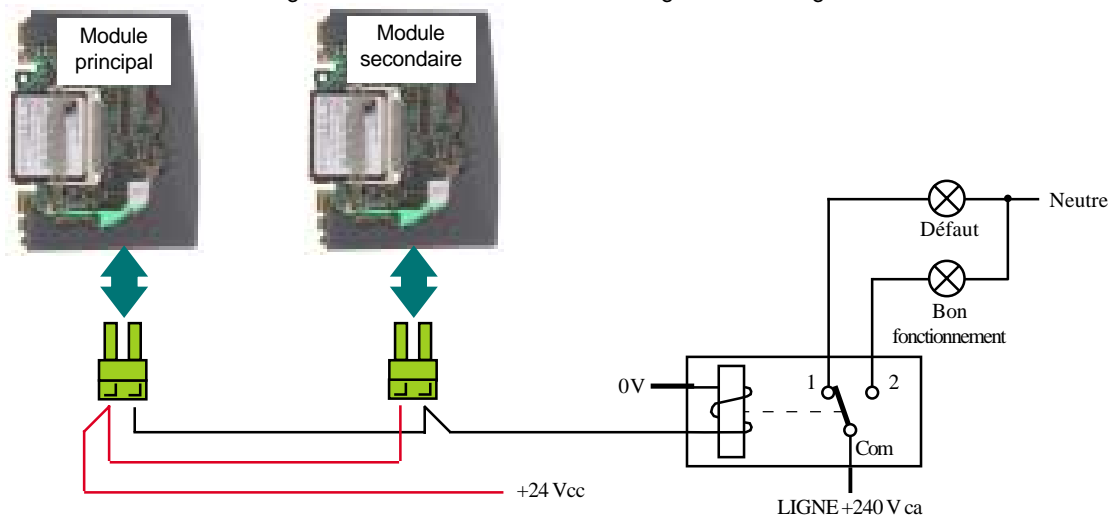 Module
principal
Module
secondaire
Neutre
Défaut
Bon
fonctionnement
0V
1
2
Com
+24 Vcc
LIGNE +240 V ca